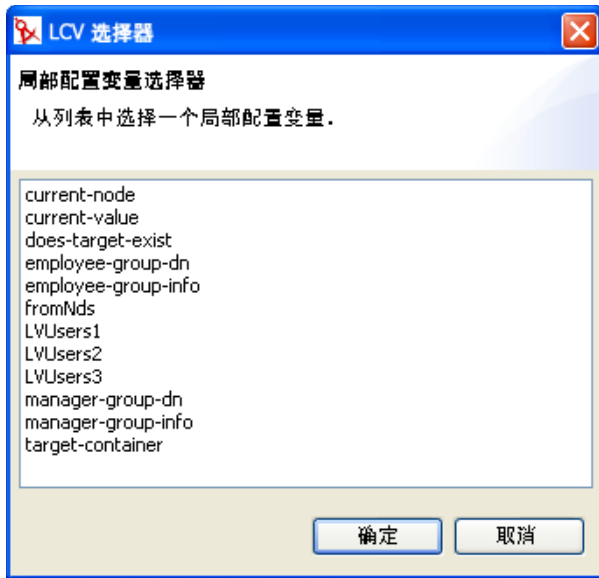 LCV 选择器
局部配置变量选择器
从列表中选择一个局部配置变量.
current-node
current-value
does-target-exist
employee-group-dn
employee-group-info
fromNds
LVUsers1
LVUsers2
LVUsers3
manager-group-dn
manager-group-info
target-container
确定
取消